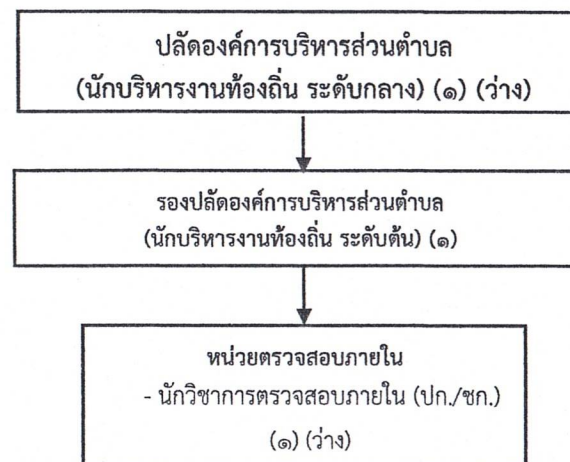 ปลัดองค์การบริหารส่วนตำบล
(นักบริหารงานท้องถิ่น ระดับกลาง) (๑) (ว่าง)
รองปลัดองค์การบริหารส่วนตำบล
(นักบริหารงานท้องถิ่น ระดับต้น) (๑)
หน่วยตรวจสอบภายใน
- นักวิชาการตรวจสอบภายใน (ปก./ชก.)
(๑) (ว่าง)